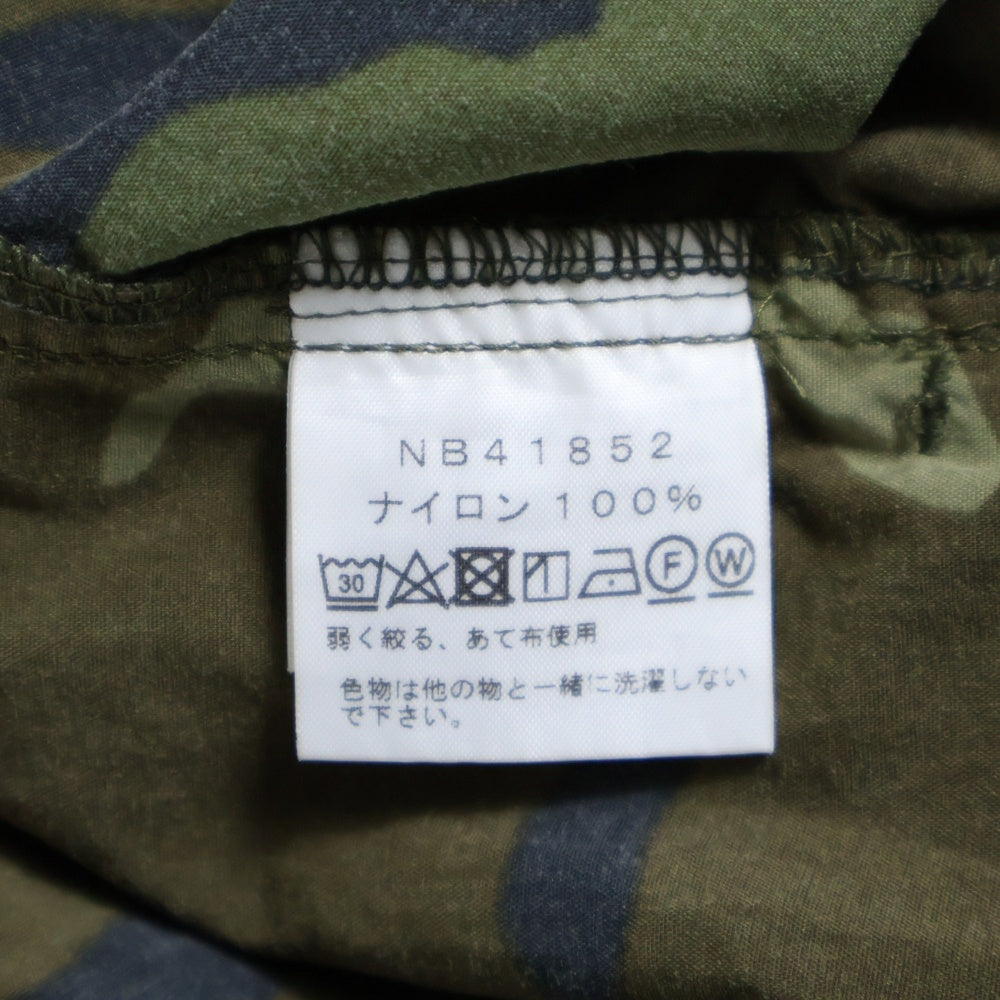 NB41852
ナイロン100%
30 F W
弱く絞る、あて布使用
色物は他の物と一緒に洗濯しない
で下さい。